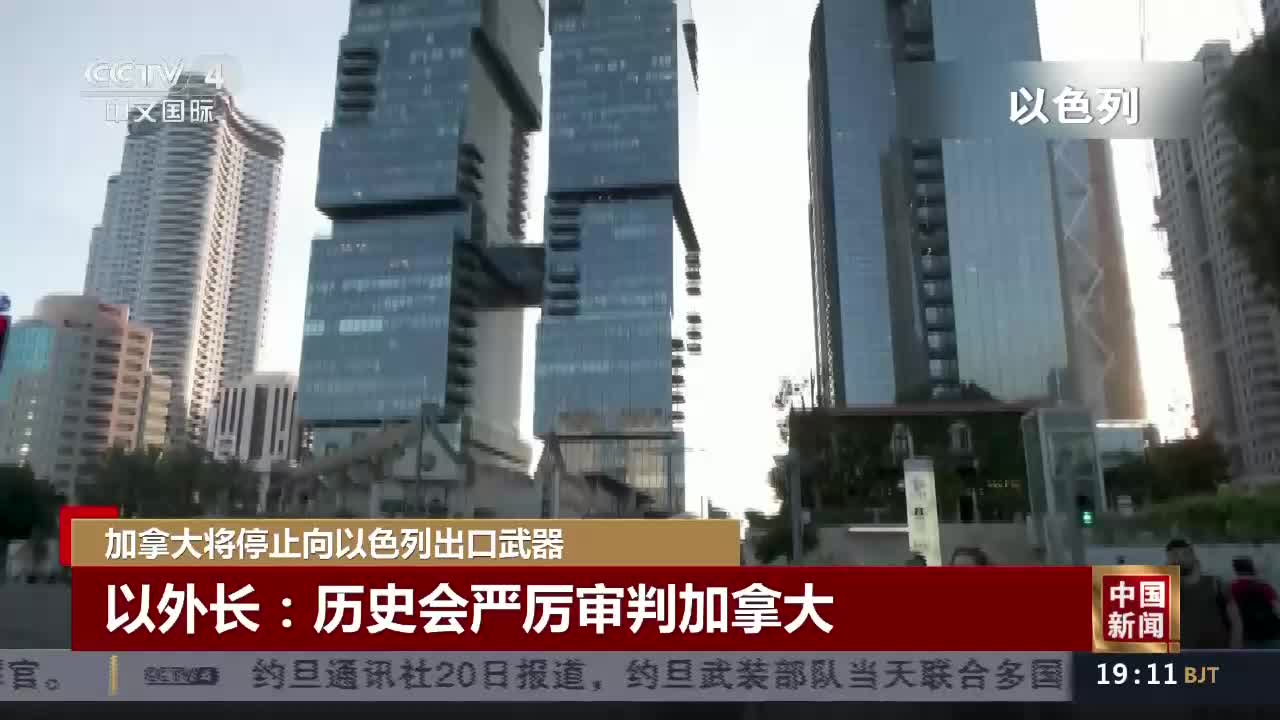 CCTV 4
中文国际
以色列
加拿大将停止向以色列出口武器
以外长：历史会严厉审判加拿大
中国
新闻
官。 CCTV 4 约旦通讯社20日报道，约旦武装部队当天联合多国
19:11 BJT